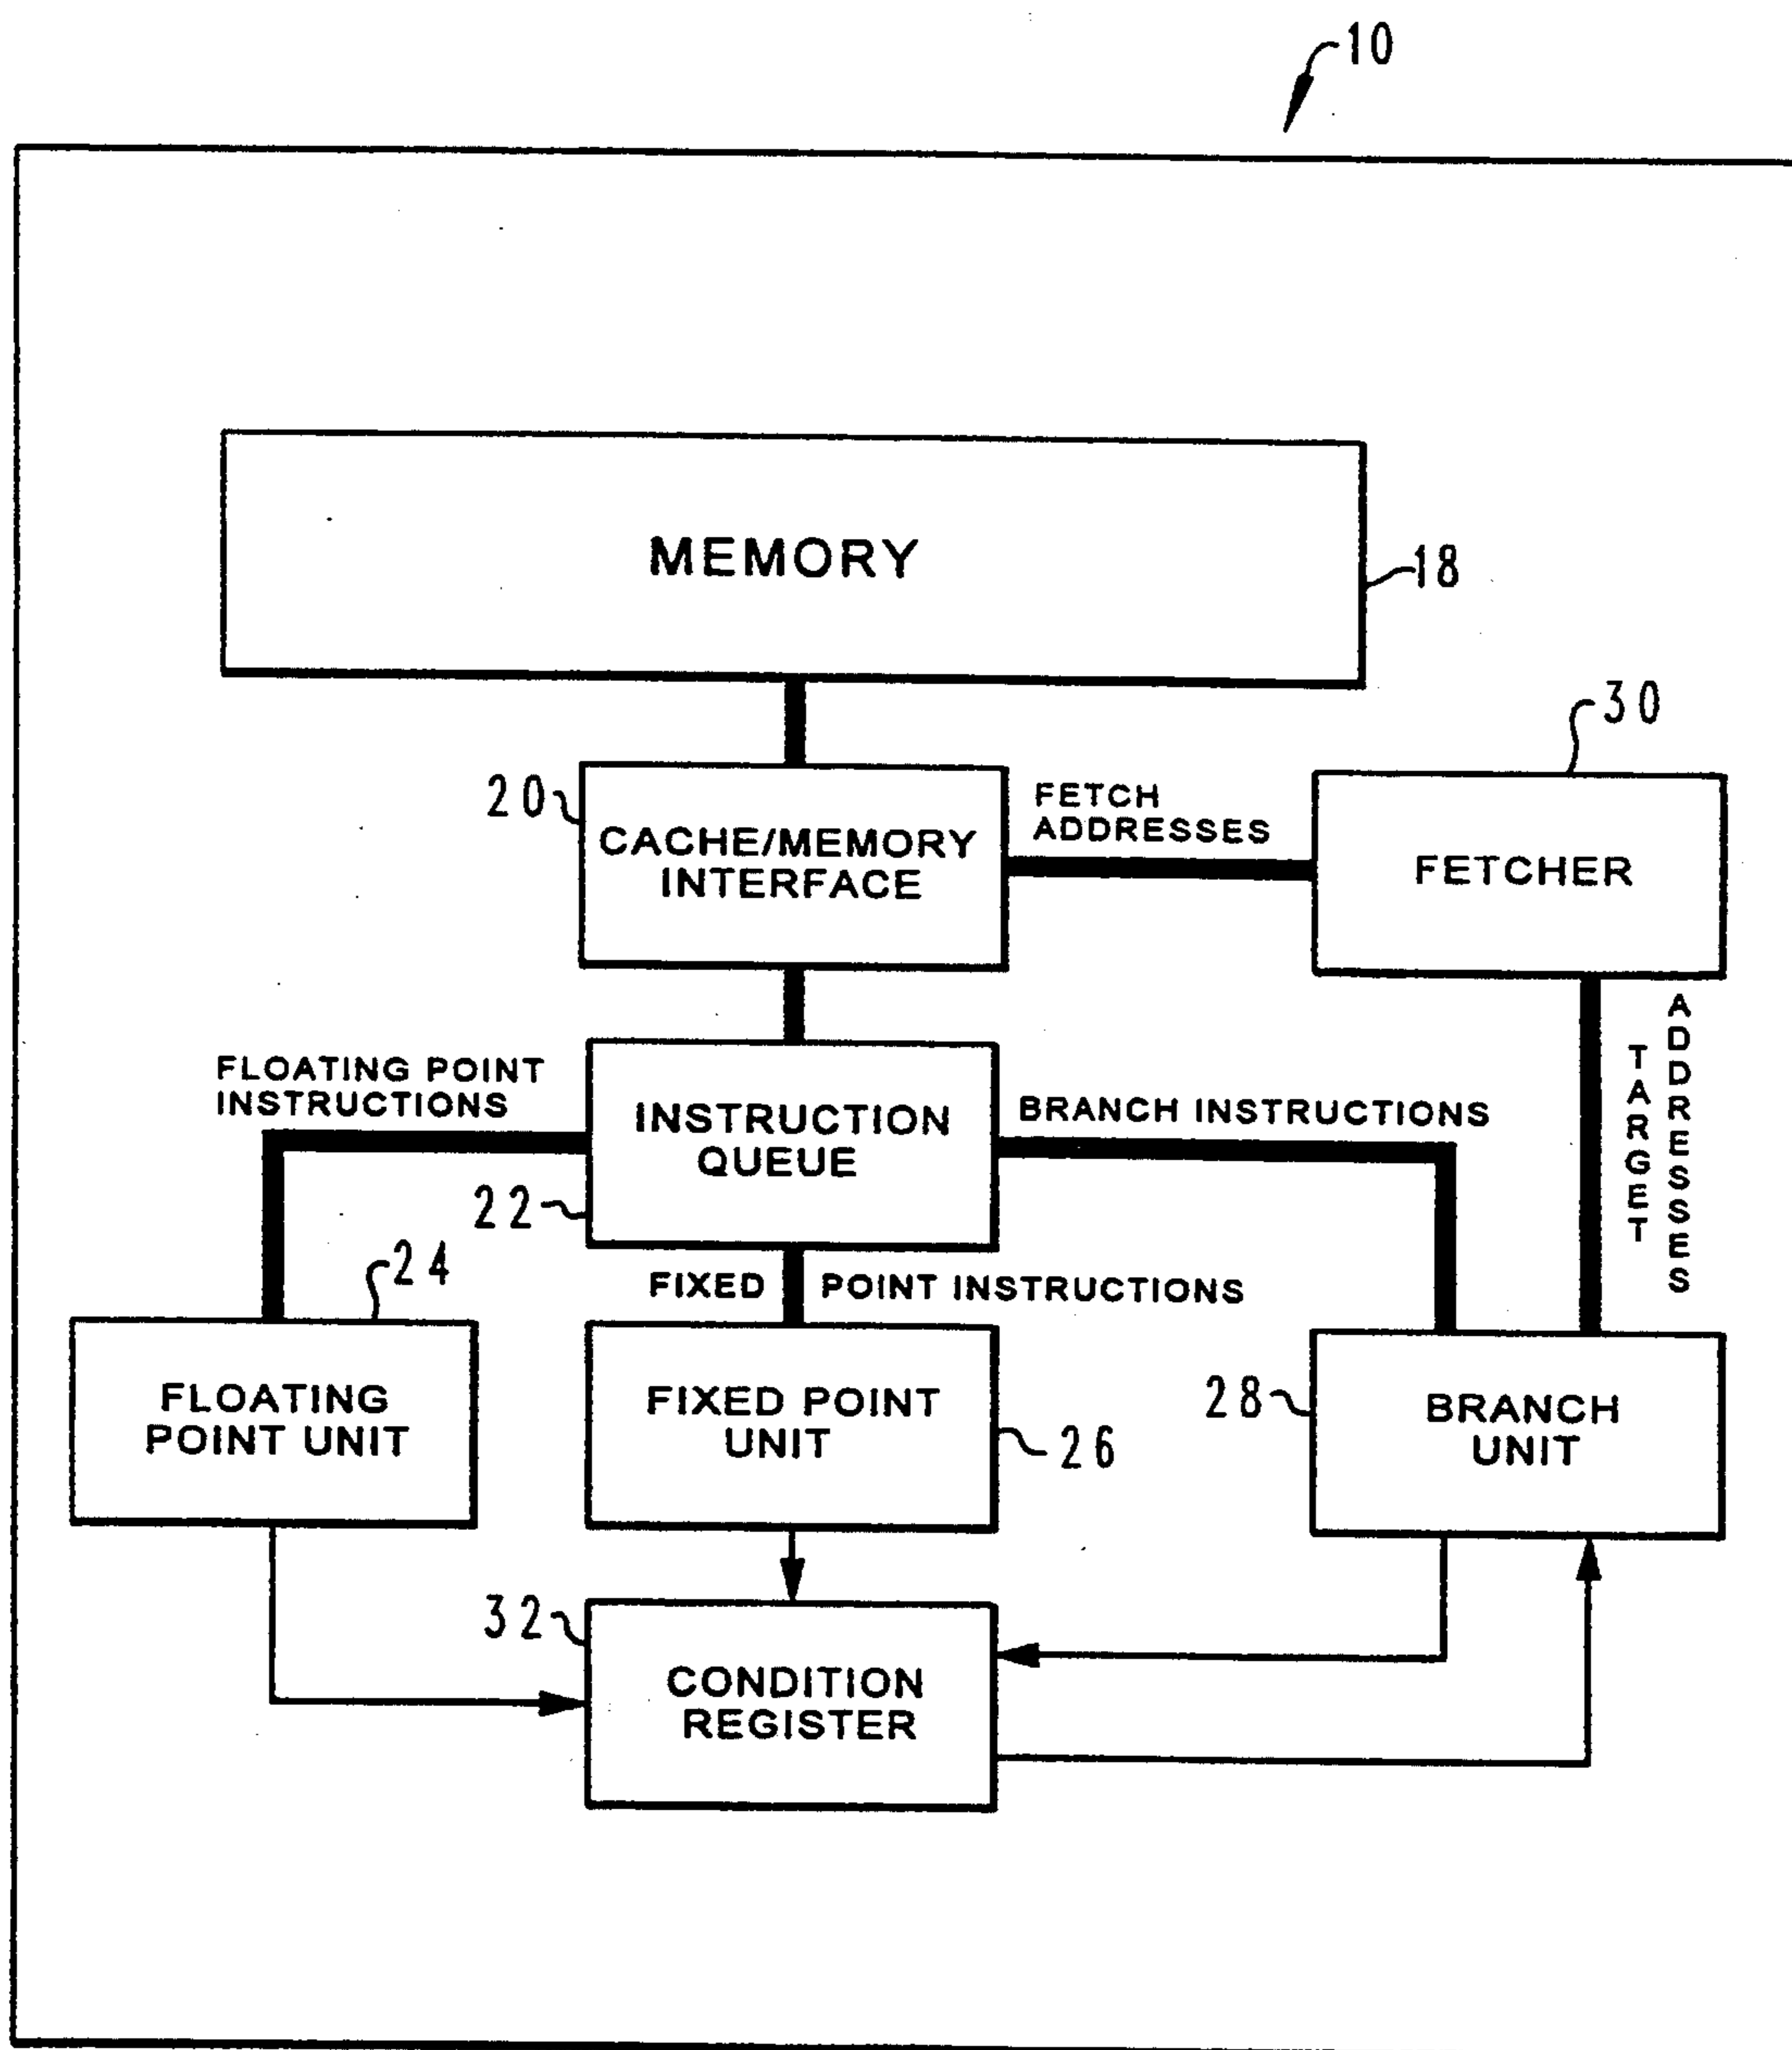 10
MEMORY
18
30
20
CACHE/MEMORY
INTERFACE
FETCH
ADDRESSES
FETCHER
FLOATING POINT
INSTRUCTIONS
INSTRUCTION
QUEUE
22
BRANCH INSTRUCTIONS
TARGET
ADDRESSES
24
FIXED POINT INSTRUCTIONS
FLOATING
POINT UNIT
FIXED POINT
UNIT
26
28
BRANCH
UNIT
32
CONDITION
REGISTER